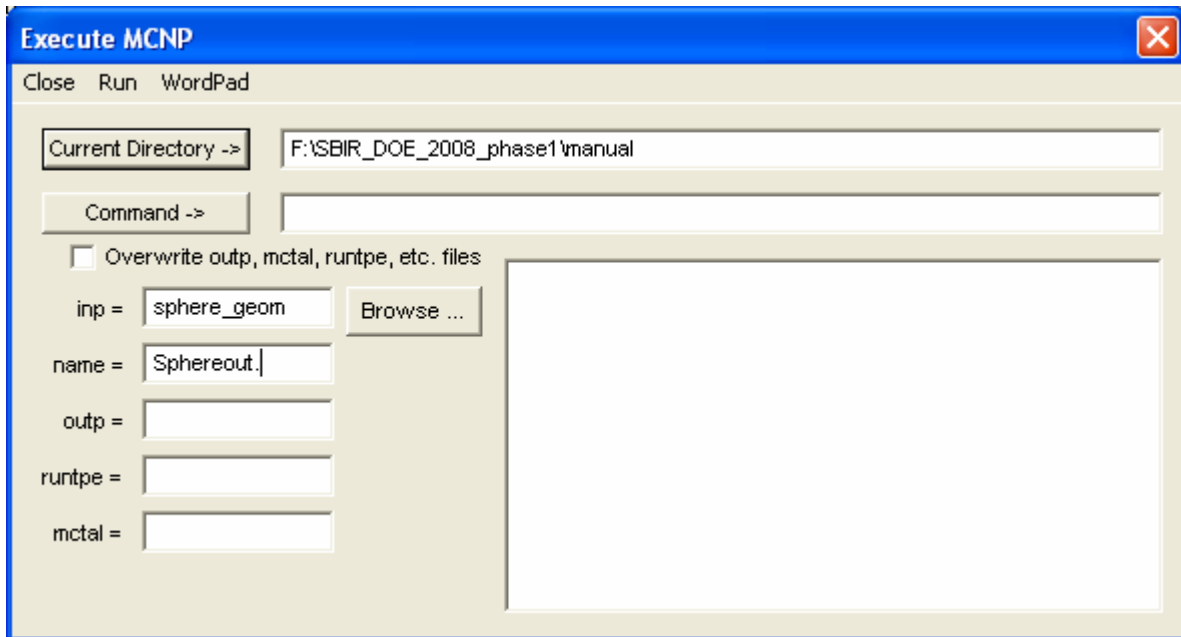 Execute MCNP
Close Run WordPad
Current Directory -> F:\SBIR_DOE_2008_phase1\manual
Command ->
Overwrite outp, mctal, runtpe, etc. files
inp = sphere_geom Browse ...
name = Sphereout.
outp =
runtpe =
mctal =